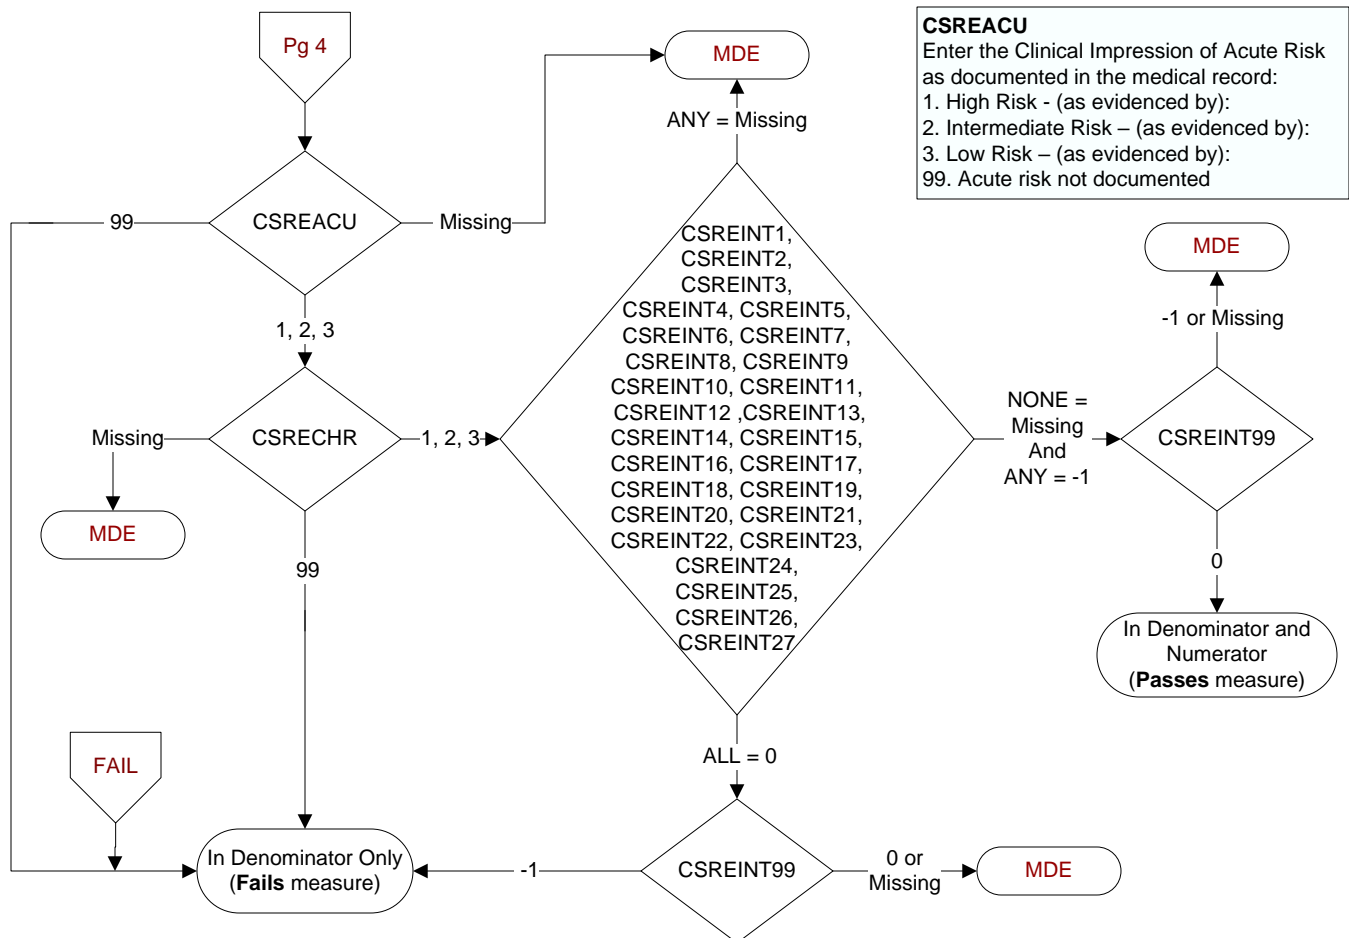 Pg 4
MDE
CSREACU
Enter the Clinical Impression of Acute Risk
as documented in the medical record:
1. High Risk - (as evidenced by):
2. Intermediate Risk – (as evidenced by):
3. Low Risk – (as evidenced by):
99. Acute risk not documented
ANY = Missing
99
CSREACU
Missing
1, 2, 3
CSREINT1,
CSREINT2,
CSREINT3,
CSREINT4, CSREINT5,
CSREINT6, CSREINT7,
CSREINT8, CSREINT9
CSREINT10, CSREINT11,
CSREINT12 ,CSREINT13,
CSREINT14, CSREINT15,
CSREINT16, CSREINT17,
CSREINT18, CSREINT19,
CSREINT20, CSREINT21,
CSREINT22, CSREINT23,
CSREINT24,
CSREINT25,
CSREINT26,
CSREINT27
MDE
-1 or Missing
Missing
CSRECHR
1, 2, 3
NONE =
Missing
And
ANY = -1
CSREINT99
MDE
99
0
In Denominator and
Numerator
(Passes measure)
FAIL
ALL = 0
In Denominator Only
(Fails measure)
-1
CSREINT99
0 or
Missing
MDE